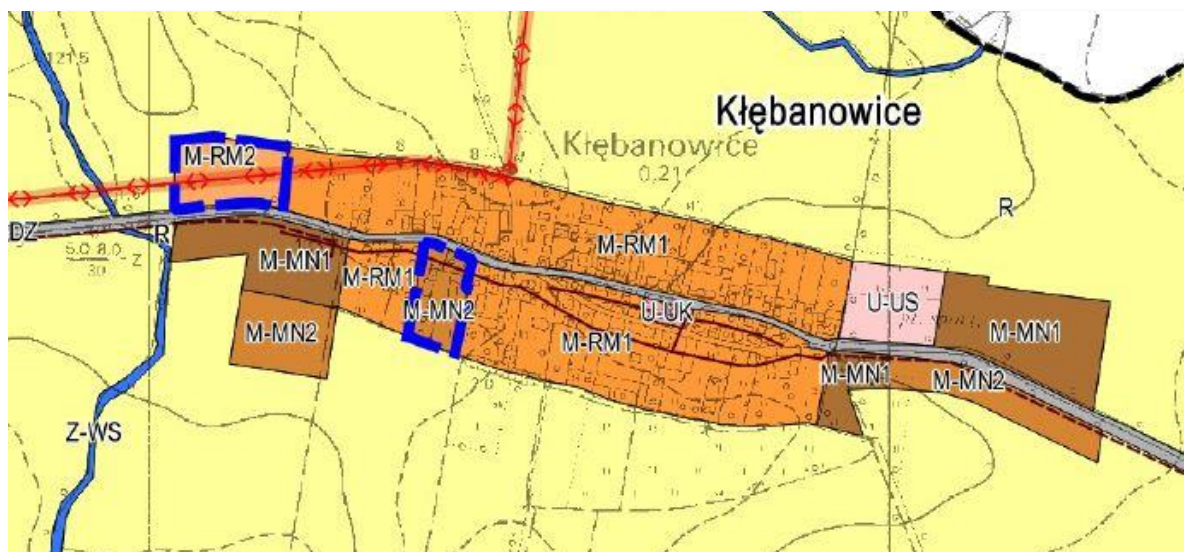 121,5
Kłębanowice
Kłębanowice
0,21
M-RM2
8
8
R
DZ
R
5.0 8.0
30
Z
M-MN1
M-RM1
M-RM1
M-MN2
M-MN2
U-UK
M-RM1
U-US
M-MN1
M-MN1
M-MN2
Z-WS